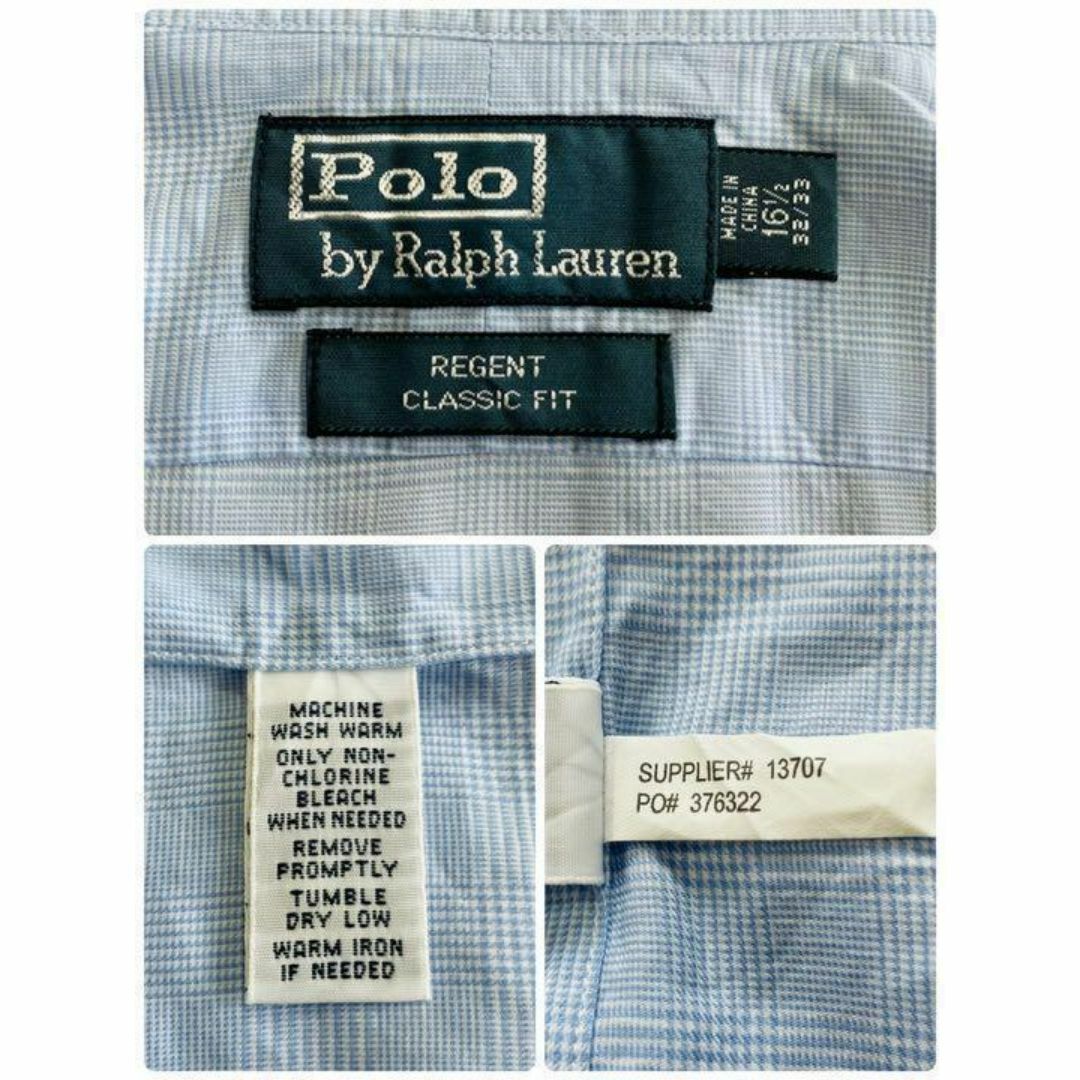 Polo
by Ralph Lauren
MADE IN
CHINA
16½
32/33
REGENT
CLASSIC FIT
MACHINE
WASH WARM
ONLY NON-
CHLORINE
BLEACH
WHEN NEEDED
REMOVE
PROMPTLY
TUMBLE
DRY LOW
WARM IRON
IF NEEDED
SUPPLIER# 13707
PO# 376322